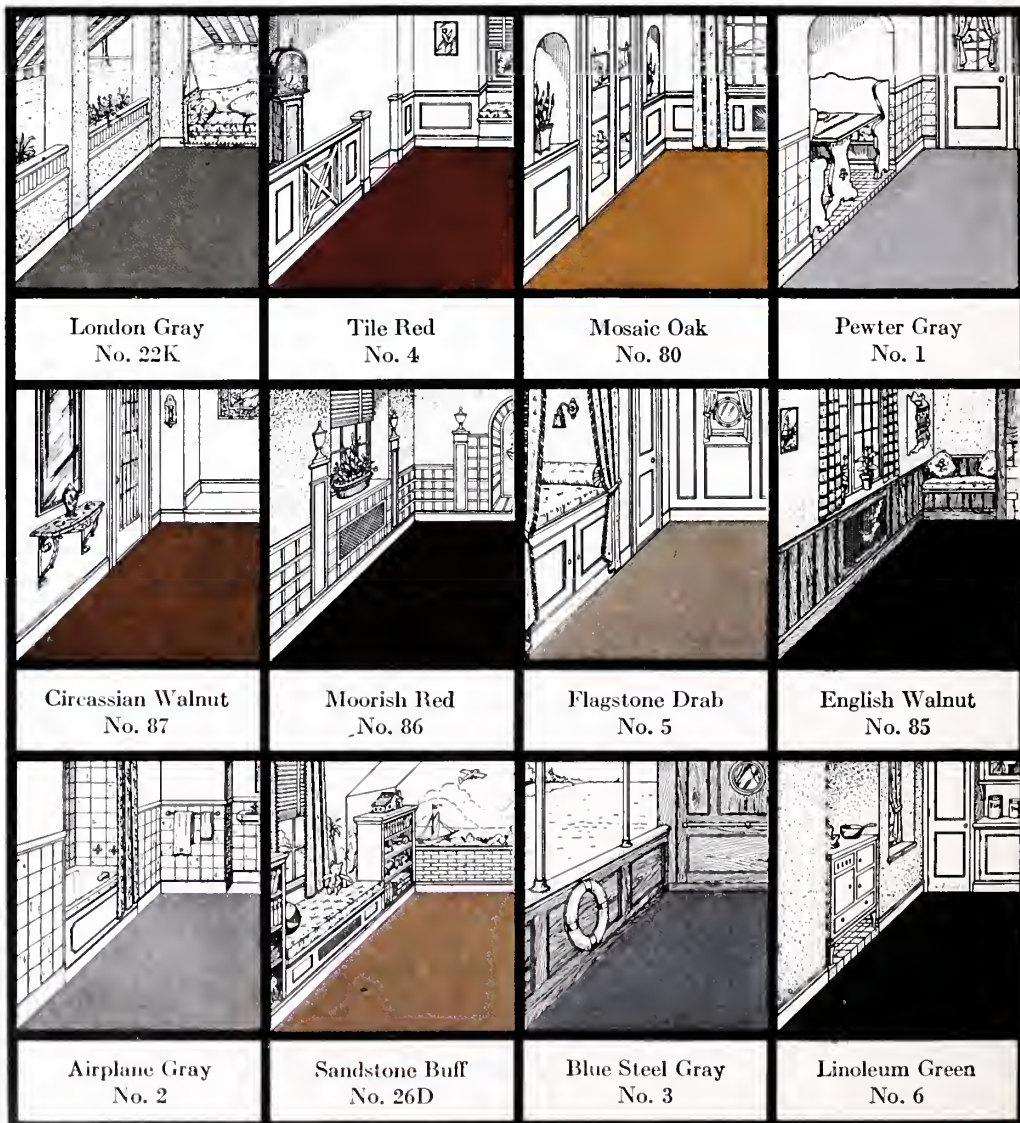 London Gray
No. 22K
Tile Red
No. 4
Mosaic Oak
No. 80
Pewter Gray
No. 1
Circassian Walnut
No. 87
Moorish Red
No. 86
Flagstone Drab
No. 5
English Walnut
No. 85
Airplane Gray
No. 2
Sandstone Buff
No. 26D
Blue Steel Gray
No. 3
Linoleum Green
No. 6